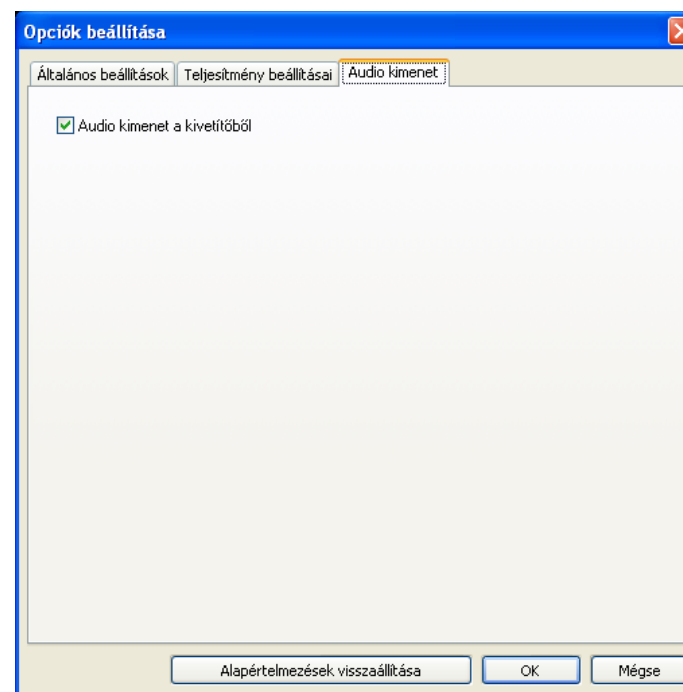 Opciók beállítása
Általános beállítások Teljesítmény beállításai Audio kimenet
Audio kimenet a kivetítőből
Alapértelmezések visszaállítása OK Mégse